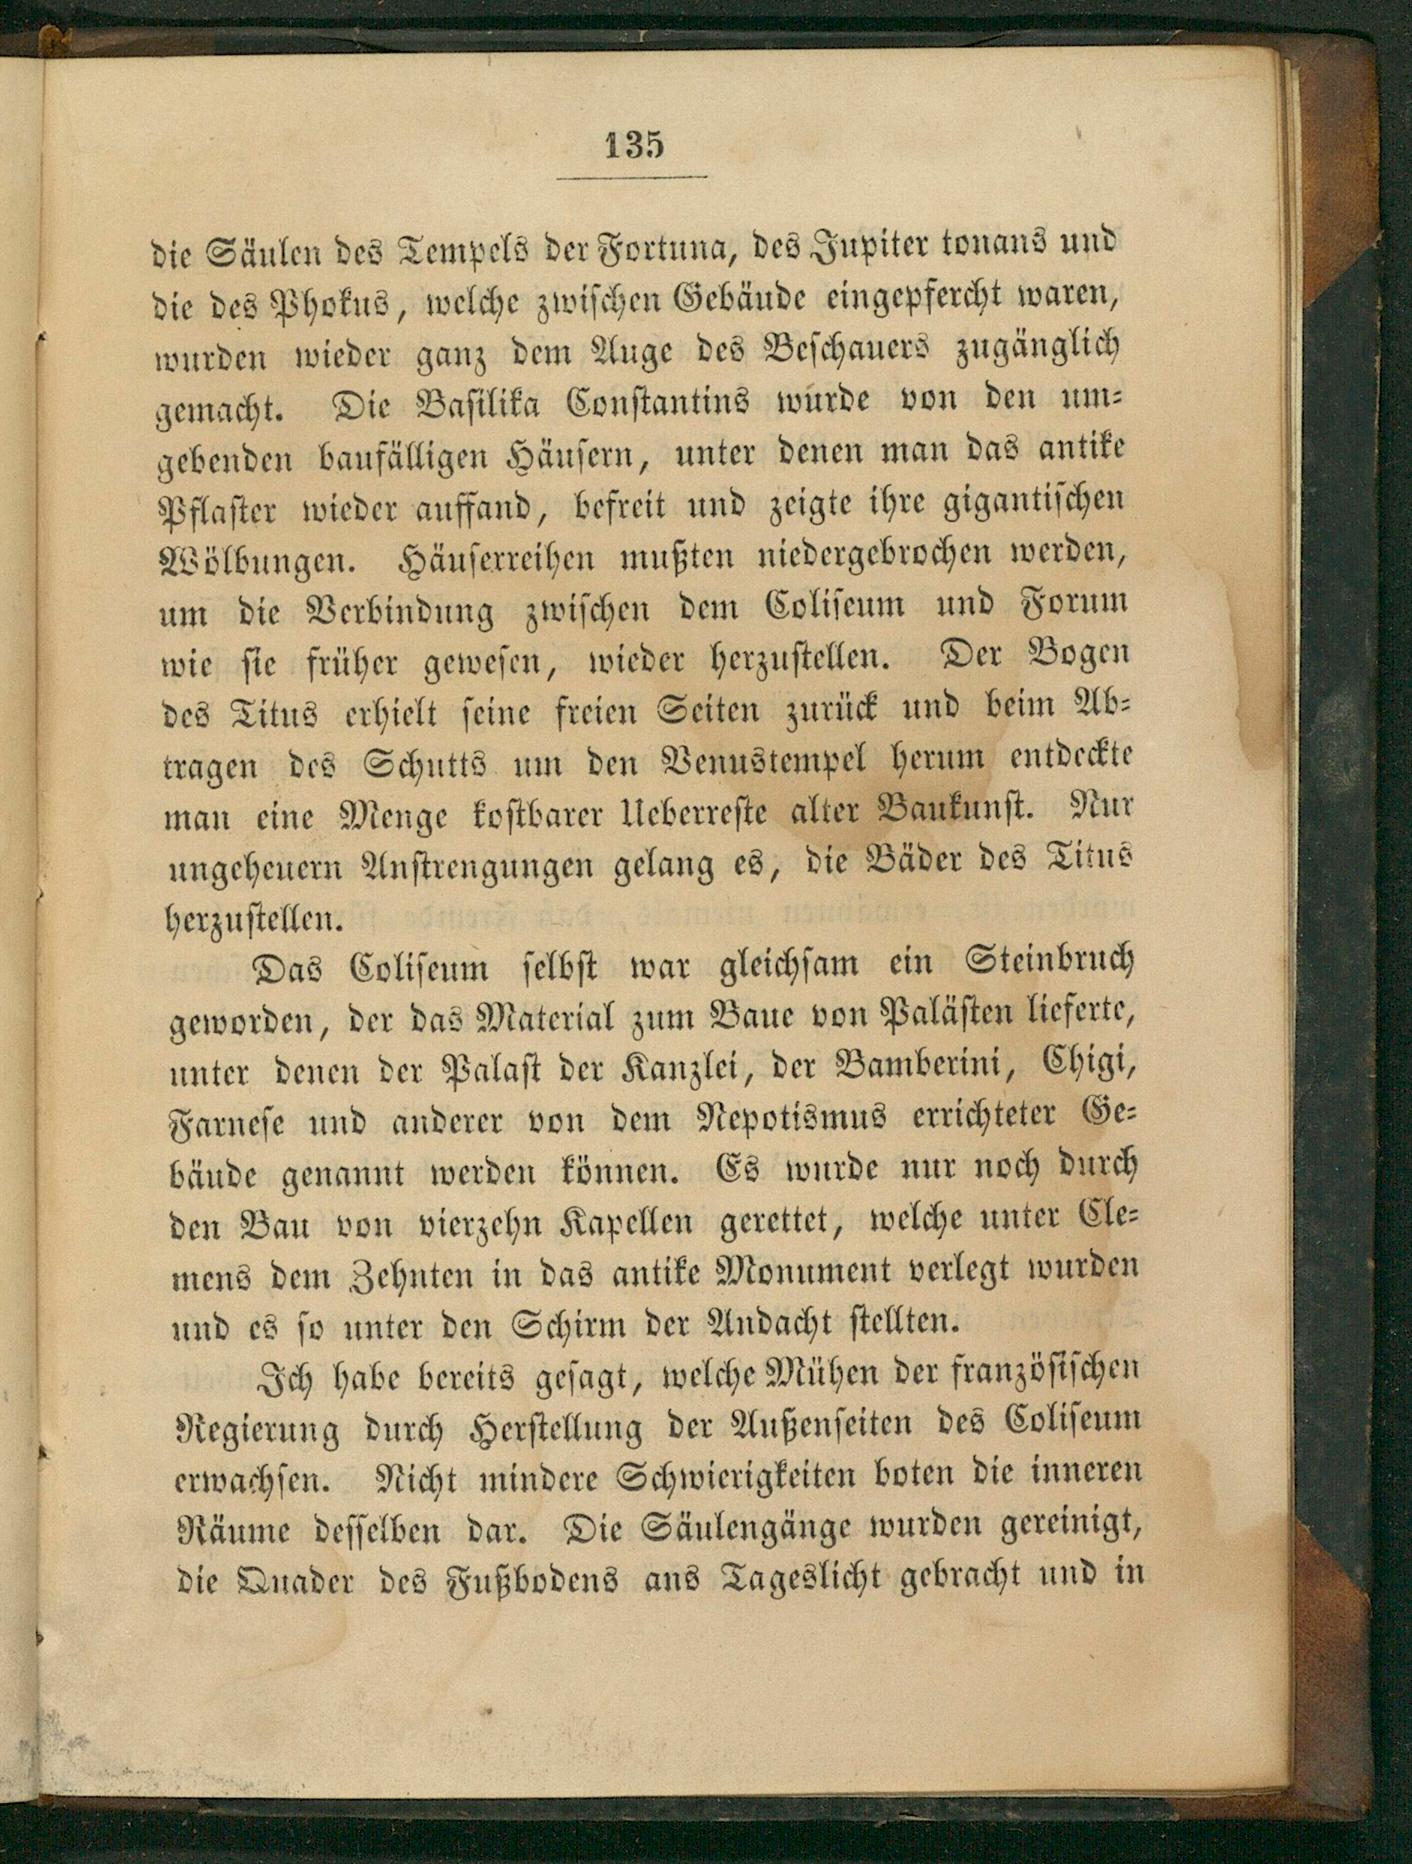 135
die Säulen des Tempels der Fortuna, des Jupiter tonans und
die des Phokus, welche zwischen Gebäude eingepfercht waren,
wurden wieder ganz dem Auge des Beschauers zugänglich
gemacht. Die Basilika Constantins wurde von den um-
gebenden baufälligen Häusern, unter denen man das antike
Pflaster wieder auffand, befreit und zeigte ihre gigantischen
Wölbungen. Häuserreihen mußten niedergebrochen werden,
um die Verbindung zwischen dem Coliseum und Forum
wie sie früher gewesen, wieder herzustellen. Der Bogen
des Titus erhielt seine freien Seiten zurück und beim Ab-
tragen des Schutts um den Venustempel herum entdeckte
man eine Menge kostbarer Ueberreste alter Baukunst. Nur
ungeheuern Anstrengungen gelang es, die Bäder des Titus
herzustellen.
Das Coliseum selbst war gleichsam ein Steinbruch
geworden, der das Material zum Baue von Palästen lieferte,
unter denen der Palast der Kanzlei, der Bamberini, Chigi,
Farnese und anderer von dem Nepotismus errichteter Ge-
bäude genannt werden können. Es wurde nur noch durch
den Bau von vierzehn Kapellen gerettet, welche unter Cle-
mens dem Zehnten in das antike Monument verlegt wurden
und es so unter den Schirm der Andacht stellten.
Ich habe bereits gesagt, welche Mühen der französischen
Regierung durch Herstellung der Außenseiten des Coliseum
erwachsen. Nicht mindere Schwierigkeiten boten die inneren
Räume desselben dar. Die Säulengänge wurden gereinigt,
die Quader des Fußbodens ans Tageslicht gebracht und in